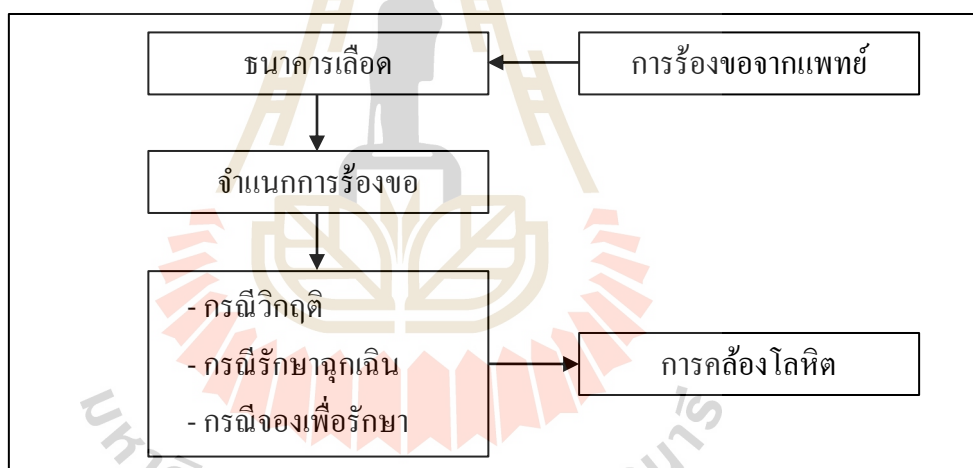 ธนาคารเลือด
การร้องขอจากแพทย์
จำแนกการร้องขอ
- กรณีวิกฤติ
- กรณีรักษาฉุกเฉิน
- กรณีจองเพื่อรักษา
การคล้องโลหิต